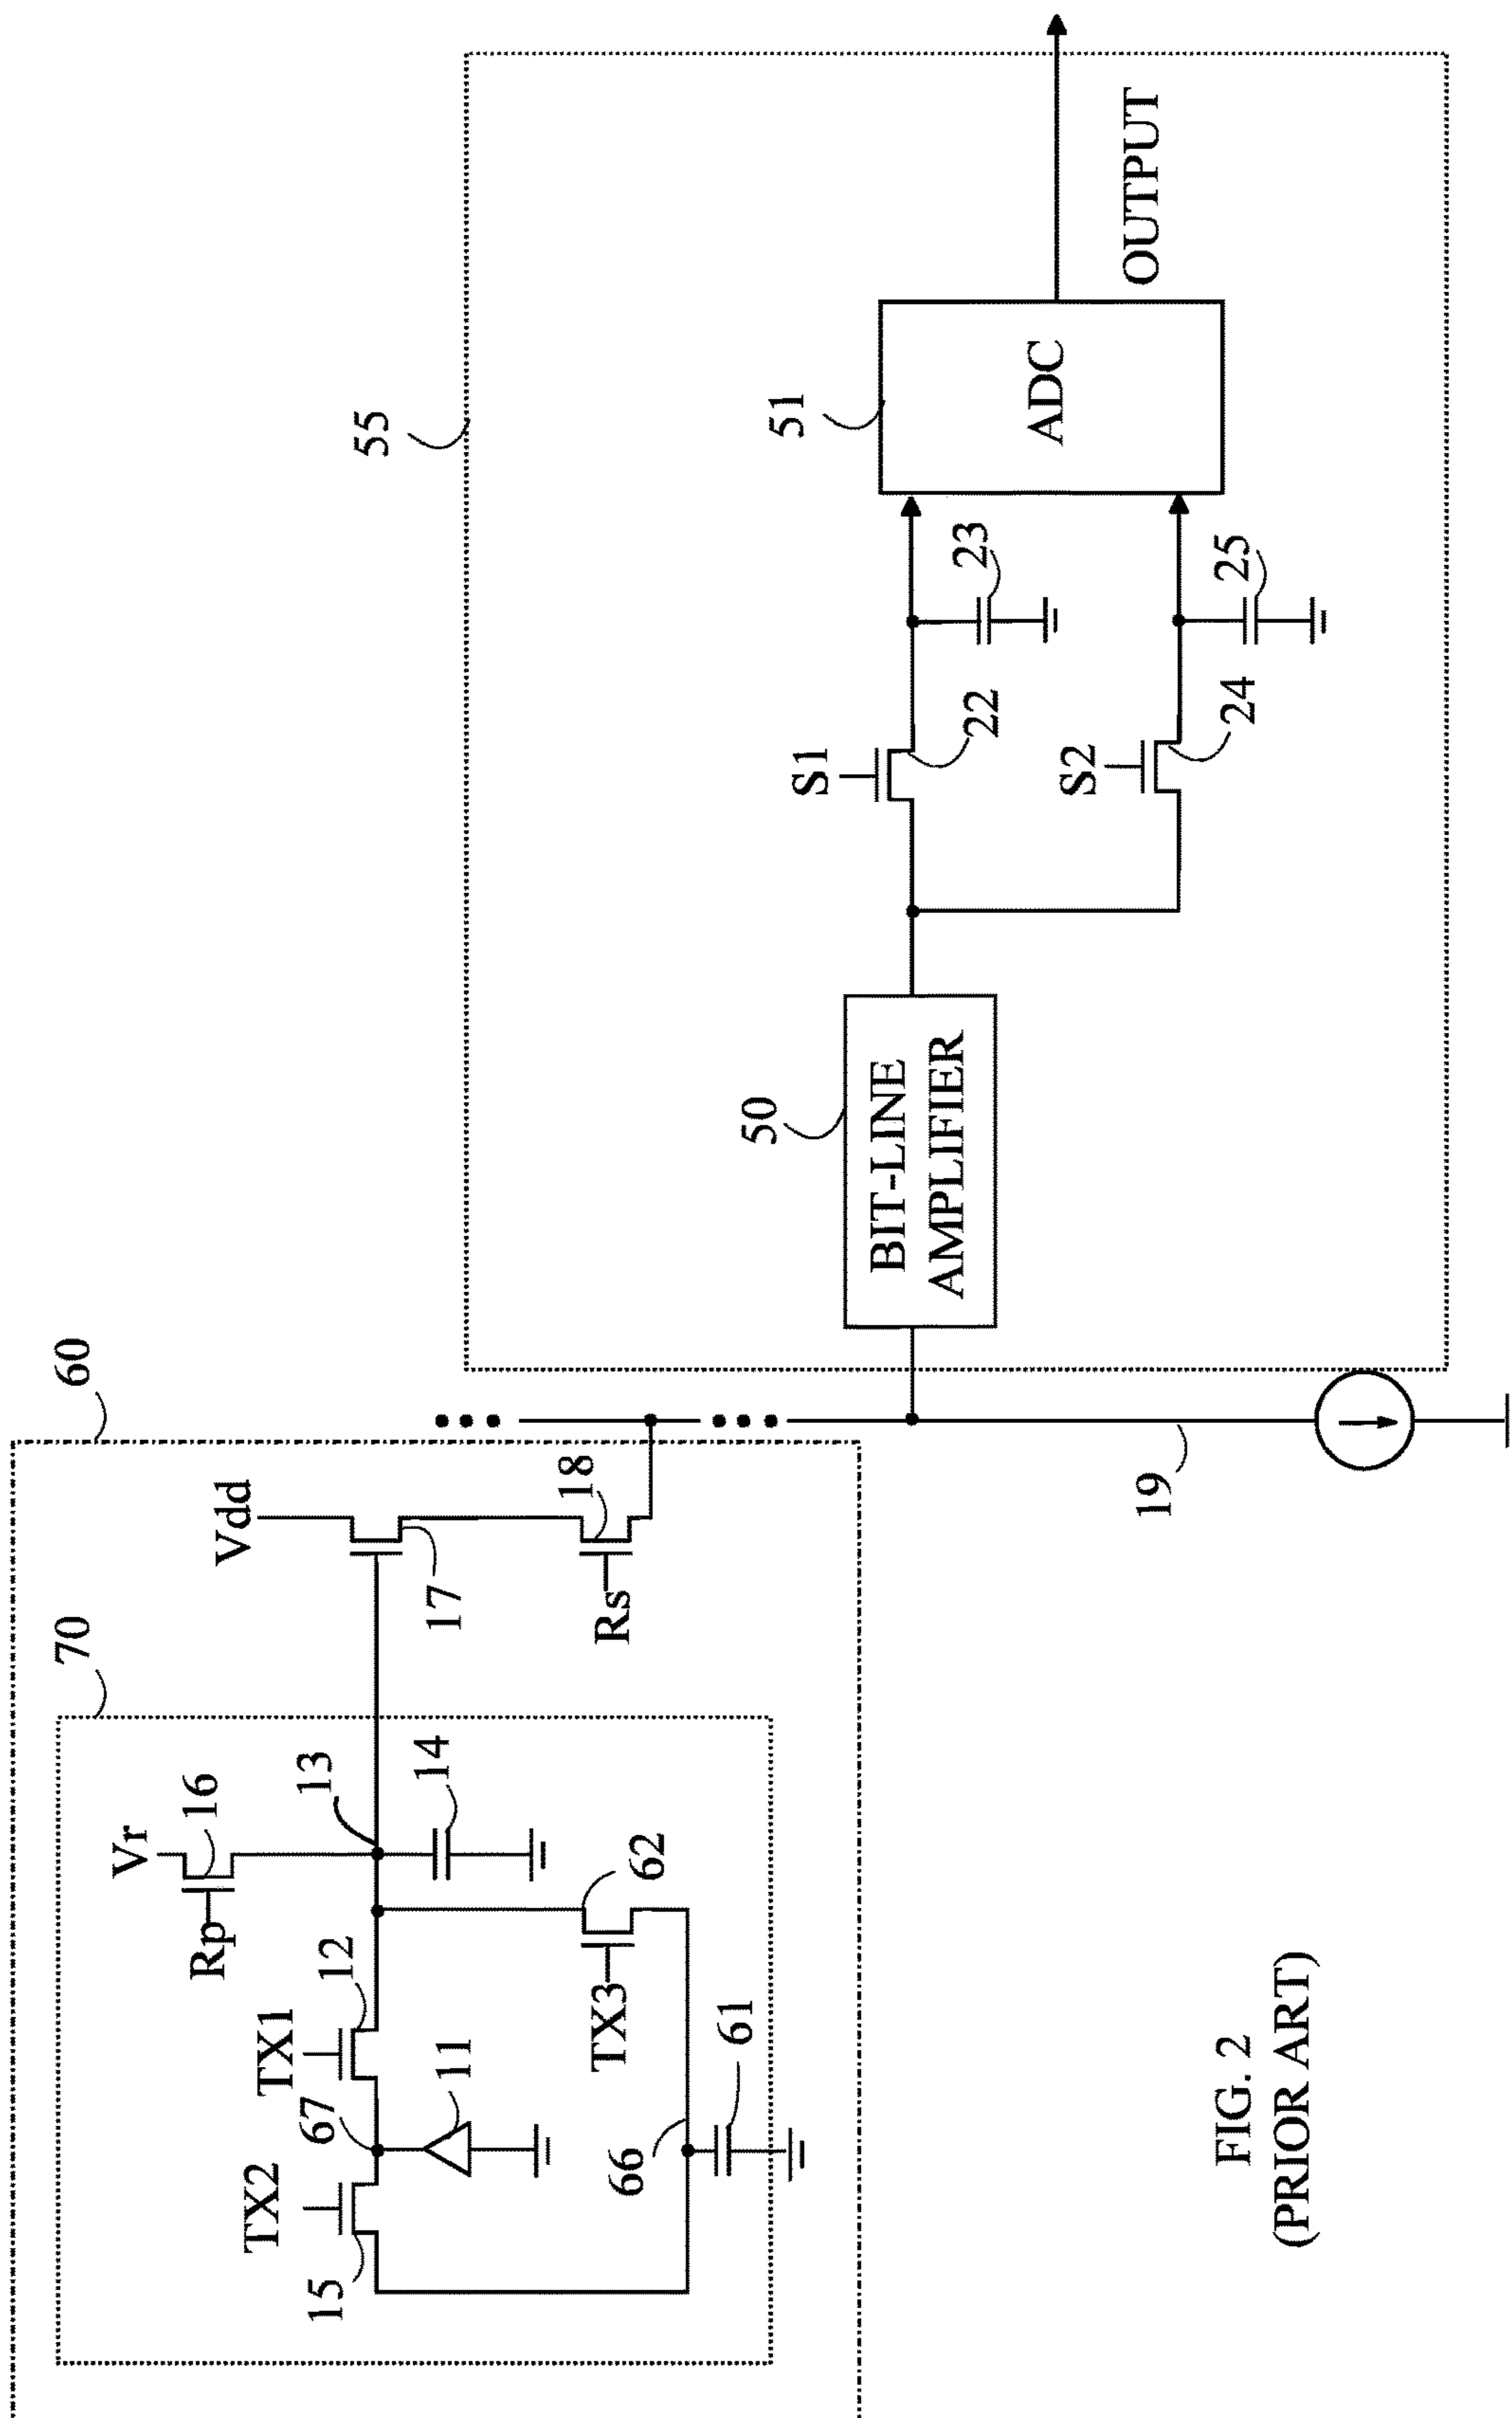 60
70
Vr
16
Rp
13
Vdd
TX1
12
14
17
18
Rs
TX2
67
11
15
62
TX3
66
61
19
55
50
BIT-LINE
AMPLIFIER
S1
22
23
S2
24
25
51
ADC
OUTPUT
FIG. 2
(PRIOR ART)